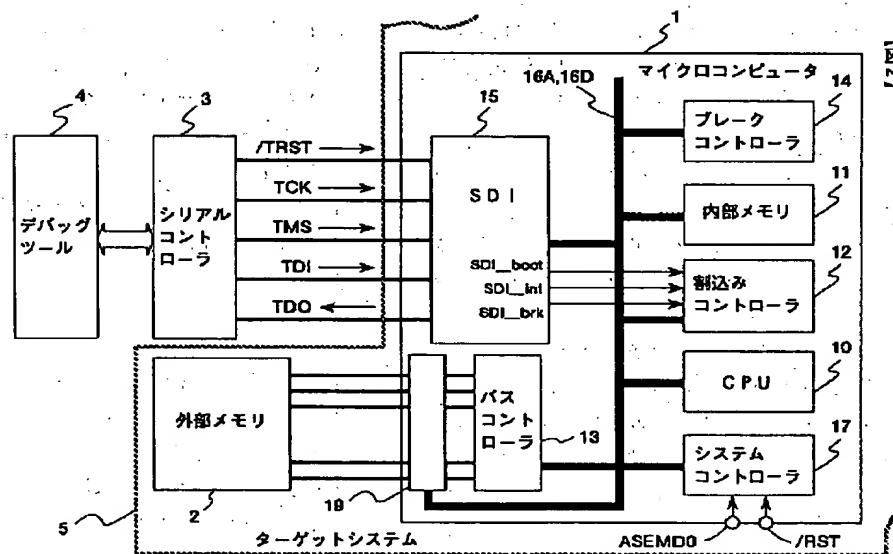 【図2】
1
マイクロコンピュータ
16A,16D
4
3
15
14
デバッグ
ツール
シリアル
コント
ローラ
/TRST
TCK
TMS
TDI
TDO
SDI
SDI_boot
SDI_int
SDI_brk
ブレーク
コントローラ
内部メモリ
11
割込み
コントローラ
12
CPU
10
システム
コントローラ
17
外部メモリ
2
バス
コント
ローラ
13
19
5
ターゲットシステム
ASEMD0
/RST